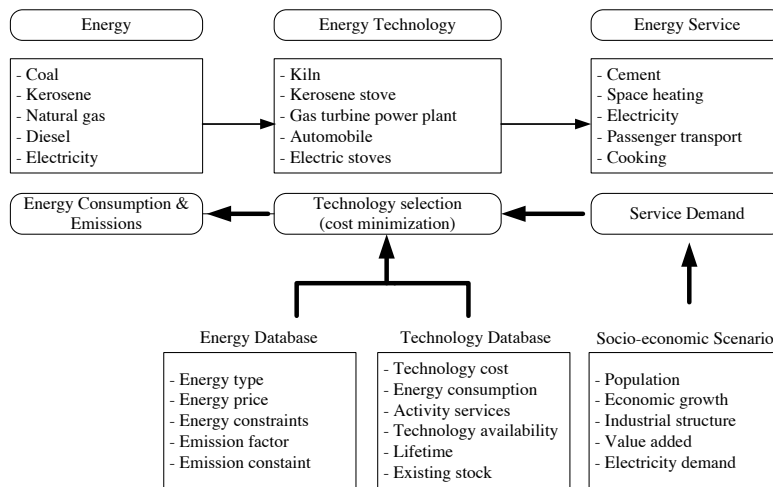 Energy
Energy Technology
Energy Service
- Coal
- Kerosene
- Natural gas
- Diesel
- Electricity
- Kiln
- Kerosene stove
- Gas turbine power plant
- Automobile
- Electric stoves
- Cement
- Space heating
- Electricity
- Passenger transport
- Cooking
Energy Consumption &
Emissions
Technology selection
(cost minimization)
Service Demand
Energy Database
- Energy type
- Energy price
- Energy constraints
- Emission factor
- Emission constaint
Technology Database
- Technology cost
- Energy consumption
- Activity services
- Technology availability
- Lifetime
- Existing stock
Socio-economic Scenario
- Population
- Economic growth
- Industrial structure
- Value added
- Electricity demand